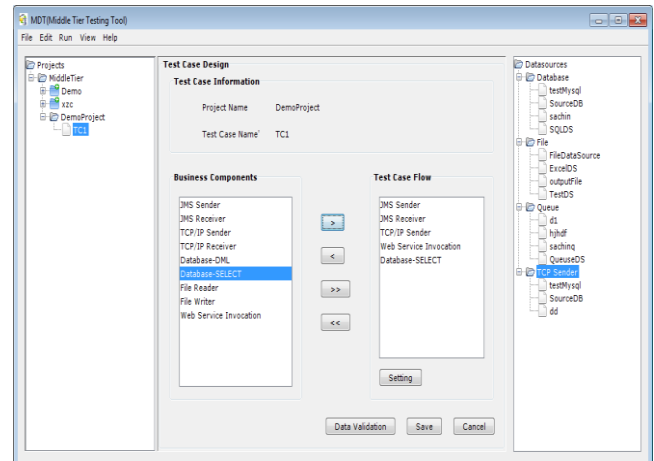 MDT(Middle Tier Testing Tool)
File Edit Run View Help
Projects
MiddleTier
Demo
xzc
DemoProject
TC1
Test Case Design
Test Case Information
Project Name DemoProject
Test Case Name' TC1
Business Components
JMS Sender
JMS Receiver
TCP/IP Sender
TCP/IP Receiver
Database-DML
Database-SELECT
File Reader
File Writer
Web Service Invocation
>
<
>>
<<
Test Case Flow
JMS Sender
JMS Receiver
TCP/IP Sender
Web Service Invocation
Database-SELECT
Setting
Data Validation Save Cancel
Datasources
Database
testMysql
SourceDB
sachin
SQLDS
File
FileDataSource
ExcelDS
outputFile
TestDS
Queue
d1
hjhdf
sachinq
QueuseDS
TCP Sender
testMysql
SourceDB
dd